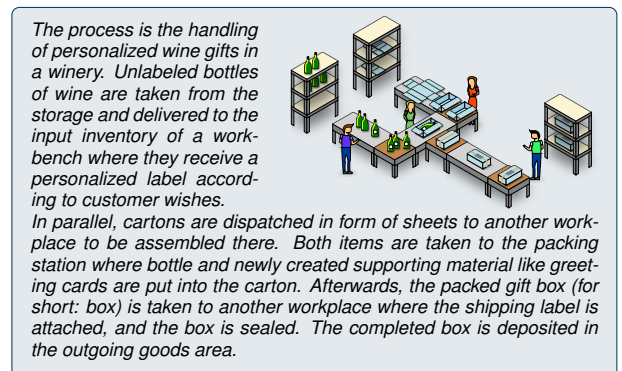 The process is the handling
of personalized wine gifts in
a winery. Unlabeled bottles
of wine are taken from the
storage and delivered to the
input inventory of a work-
bench where they receive a
personalized label accord-
ing to customer wishes.
In parallel, cartons are dispatched in form of sheets to another work-
place to be assembled there. Both items are taken to the packing
station where bottle and newly created supporting material like greet-
ing cards are put into the carton. Afterwards, the packed gift box (for
short: box) is taken to another workplace where the shipping label is
attached, and the box is sealed. The completed box is deposited in
the outgoing goods area.